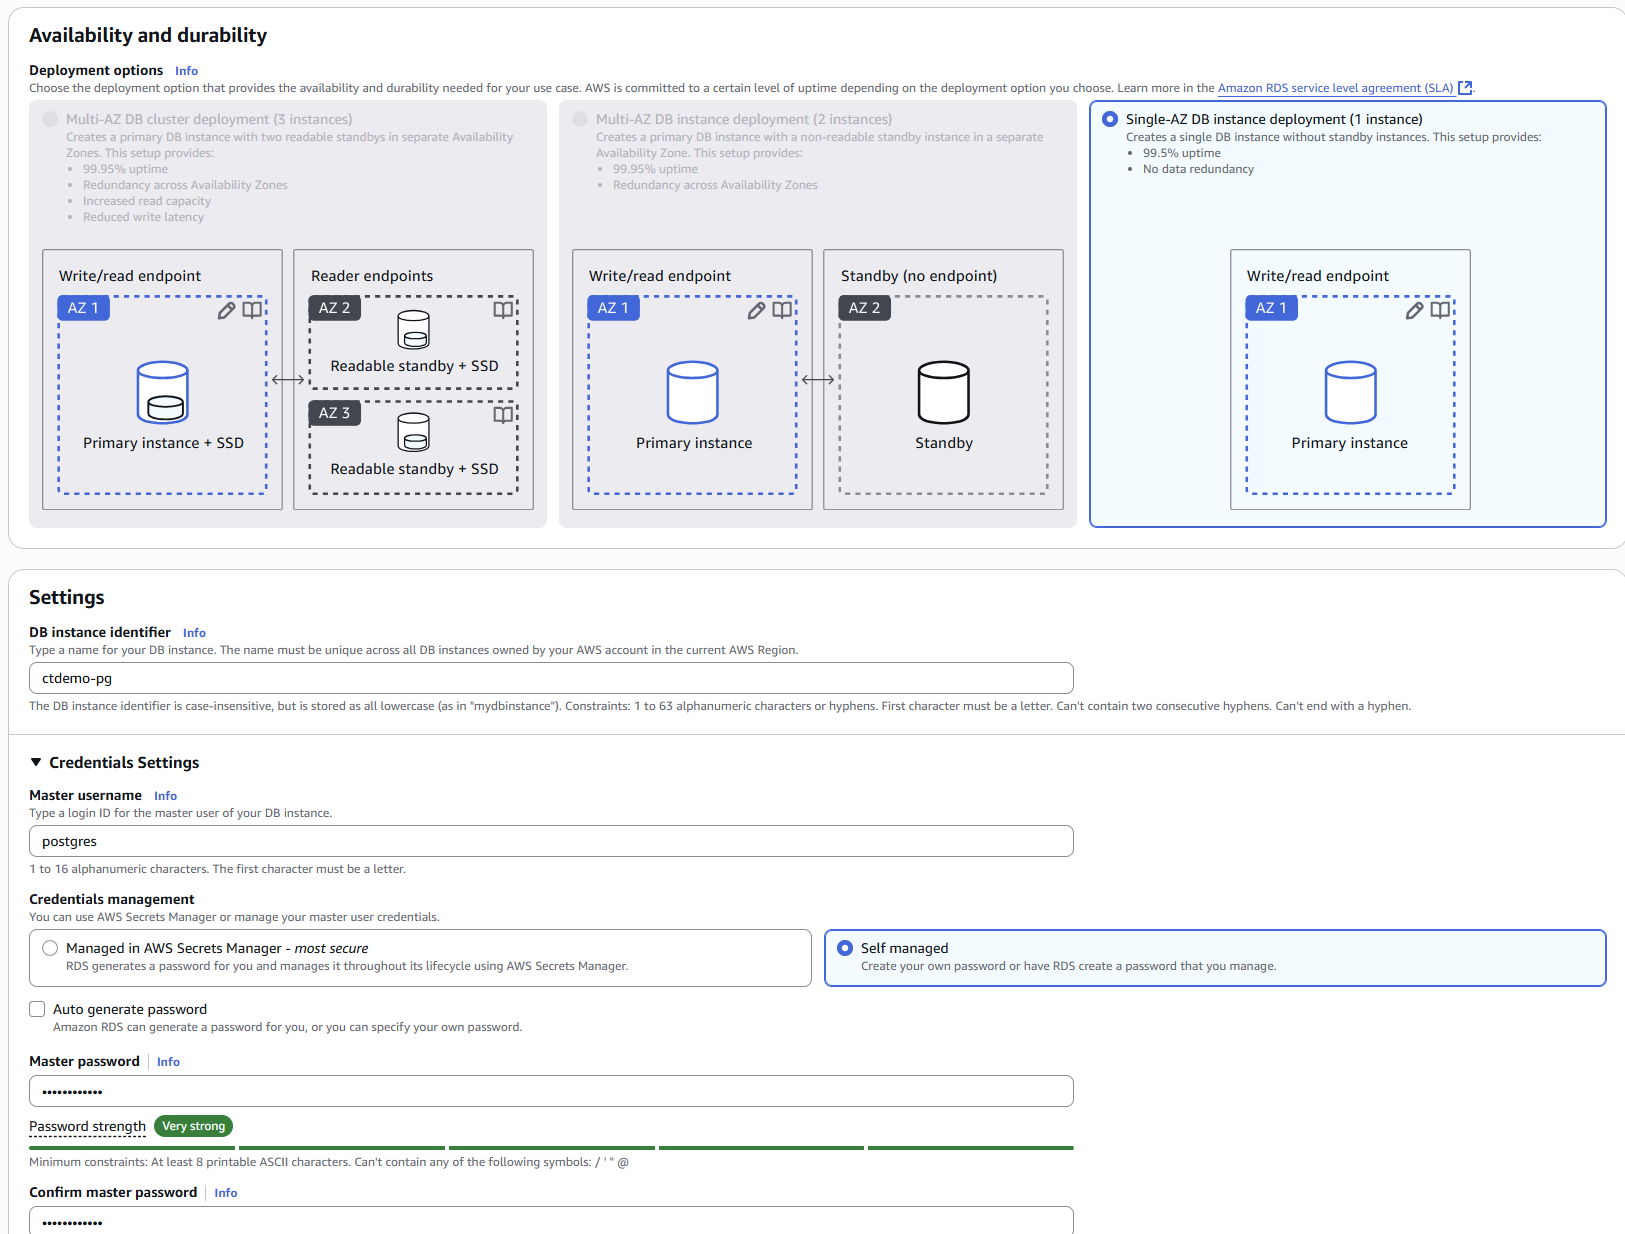 Availability and durability
Deployment options Info
Choose the deployment option that provides the availability and durability needed for your use case. AWS is committed to a certain level of uptime depending on the deployment option you choose. Learn more in the Amazon RDS service level agreement (SLA).
Multi-AZ DB cluster deployment (3 instances)
Creates a primary DB instance with two readable standbys in separate Availability
Zones. This setup provides:
• 99.95% uptime
• Redundancy across Availability Zones
• Increased read capacity
• Reduced write latency
Write/read endpoint
AZ 1
Primary instance + SSD
Reader endpoints
AZ 2
Readable standby + SSD
AZ 3
Readable standby + SSD
Multi-AZ DB instance deployment (2 instances)
Creates a primary DB instance with a non-readable standby instance in a separate
Availability Zone. This setup provides:
• 99.95% uptime
• Redundancy across Availability Zones
Write/read endpoint
AZ 1
Primary instance
Standby (no endpoint)
AZ 2
Standby
Single-AZ DB instance deployment (1 instance)
Creates a single DB instance without standby instances. This setup provides:
• 99.5% uptime
• No data redundancy
Write/read endpoint
AZ 1
Primary instance
Settings
DB instance identifier Info
Type a name for your DB instance. The name must be unique across all DB instances owned by your AWS account in the current AWS Region.
ctdemo-pg
The DB instance identifier is case-insensitive, but is stored as all lowercase (as in "mydbinstance"). Constraints: 1 to 63 alphanumeric characters or hyphens. First character must be a letter. Can't contain two consecutive hyphens. Can't end with a hyphen.
Credentials Settings
Master username Info
Type a login ID for the master user of your DB instance.
postgres
1 to 16 alphanumeric characters. The first character must be a letter.
Credentials management
You can use AWS Secrets Manager or manage your master user credentials.
Managed in AWS Secrets Manager - most secure
RDS generates a password for you and manages it throughout its lifecycle using AWS Secrets Manager.
Self managed
Create your own password or have RDS create a password that you manage.
Auto generate password
Amazon RDS can generate a password for you, or you can specify your own password.
Master password Info
••••••••••••
Password strength Very strong
Minimum constraints: At least 8 printable ASCII characters. Can't contain any of the following symbols: / ' " @
Confirm master password Info
••••••••••••